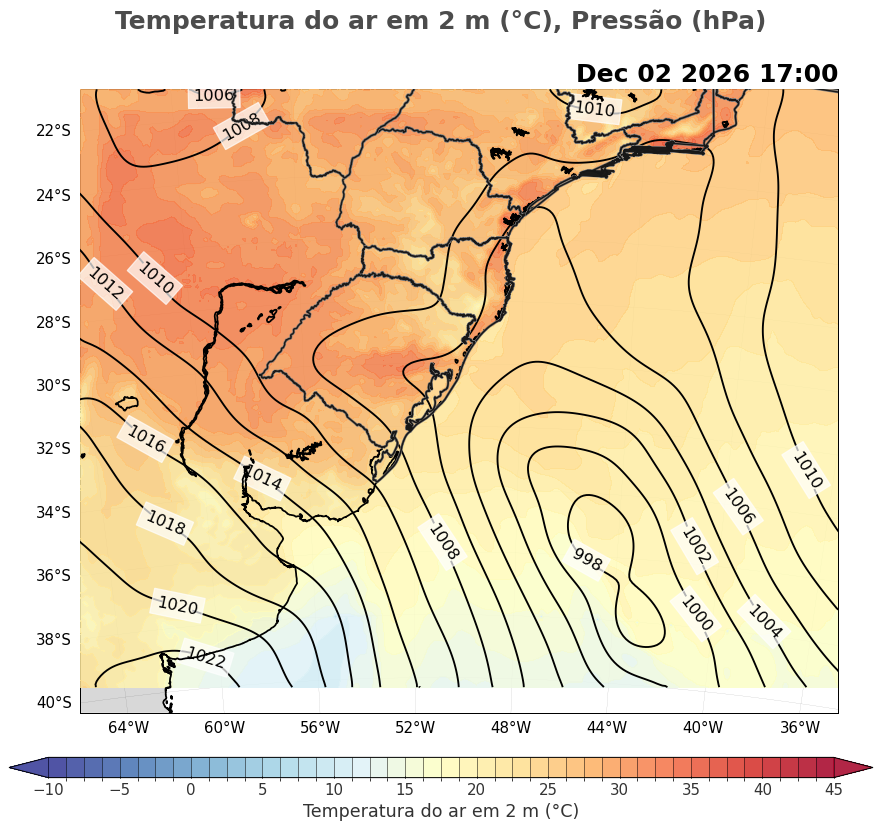 Temperatura do ar em 2 m (°C), Pressão (hPa)
Dec 02 2026 17:00
1006
1008
1010
22°S
24°S
26°S
1010
1012
28°S
30°S
32°S
1016
1014
1010
34°S
1018
1008
1006
1002
998
36°S
1020
1000
1004
38°S
1022
40°S
64°W 60°W 56°W 52°W 48°W 44°W 40°W 36°W
−10 −5 0 5 10 15 20 25 30 35 40 45
Temperatura do ar em 2 m (°C)